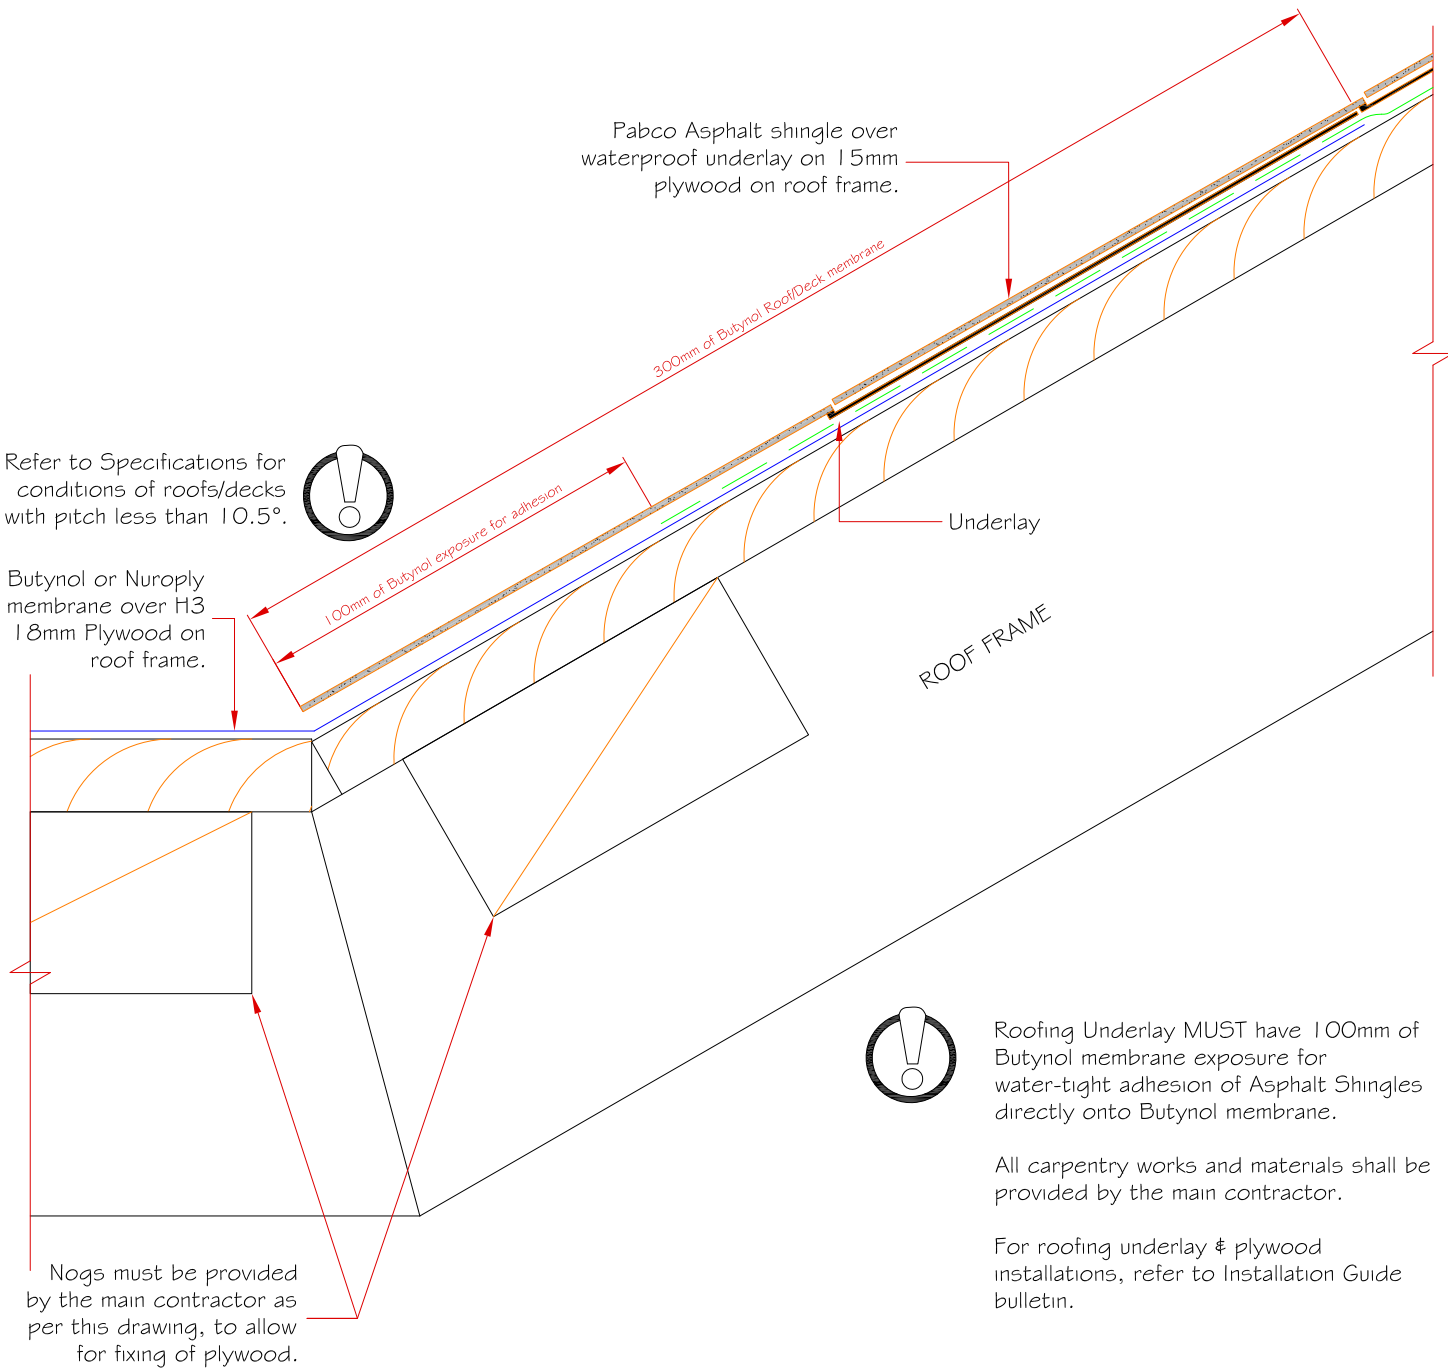 Pabco Asphalt shingle over
waterproof underlay on 15mm
plywood on roof frame.
300mm of Butynol Roof/Deck membrane
Refer to Specifications for
conditions of roofs/decks
with pitch less than 10.5°.
100mm of Butynol exposure for adhesion
Underlay
Butynol or Nuroply
membrane over H3
18mm Plywood on
roof frame.
ROOF FRAME
Roofing Underlay MUST have 100mm of
Butynol membrane exposure for
water-tight adhesion of Asphalt Shingles
directly onto Butynol membrane.
All carpentry works and materials shall be
provided by the main contractor.
For roofing underlay & plywood
installations, refer to Installation Guide
bulletin.
Nogs must be provided
by the main contractor as
per this drawing, to allow
for fixing of plywood.